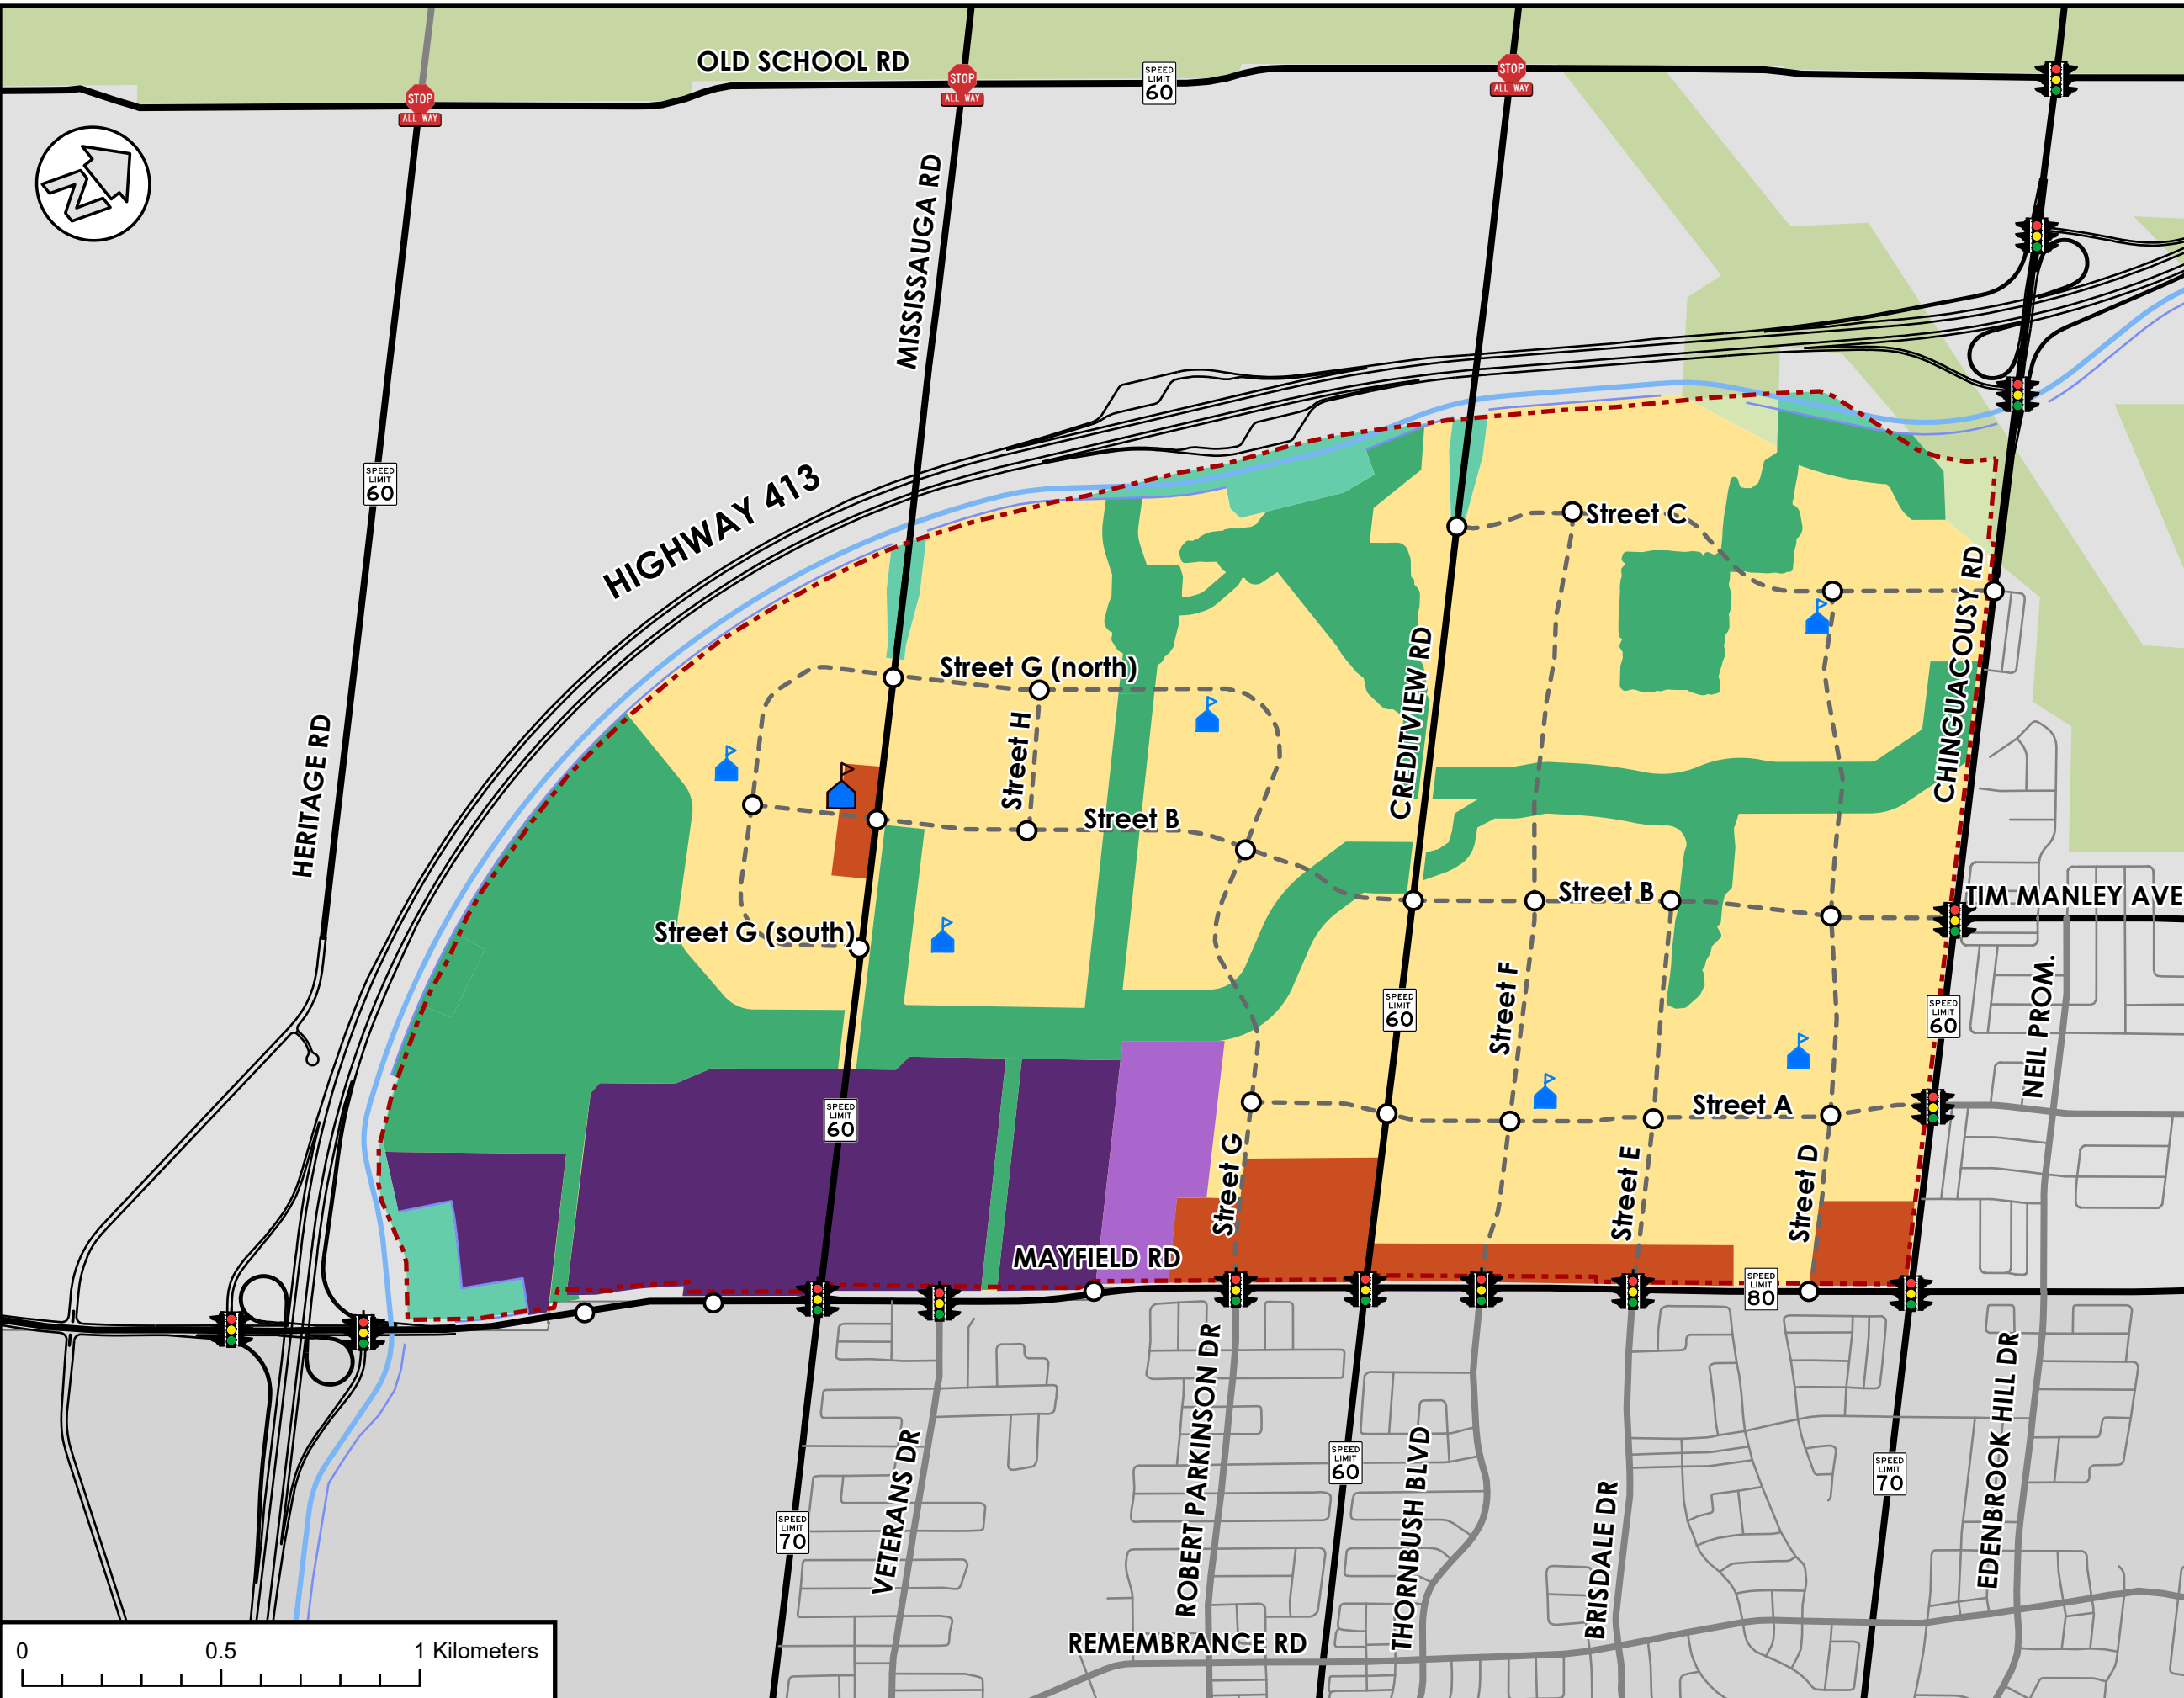 OLD SCHOOL RD
STOP
ALL WAY
STOP
ALL WAY
SPEED
LIMIT
60
STOP
ALL WAY
N
MISSISSAUGA RD
HIGHWAY 413
SPEED
LIMIT
60
Street C
CHINGUACOUSY RD
Street G (north)
CREDITVIEW RD
HERITAGE RD
Street H
Street B
Street B
TIM MANLEY AVE
Street G (south)
Street F
SPEED
LIMIT
60
SPEED
LIMIT
60
NEIL PROM.
SPEED
LIMIT
60
Street A
Street G
Street E
Street D
MAYFIELD RD
SPEED
LIMIT
80
ROBERT PARKINSON DR
EDENBROOK HILL DR
SPEED
LIMIT
60
SPEED
LIMIT
70
SPEED
LIMIT
70
VETERANS DR
THORNBUSH BLVD
BRISDALE DR
REMEMBRANCE RD
0 0.5 1 Kilometers